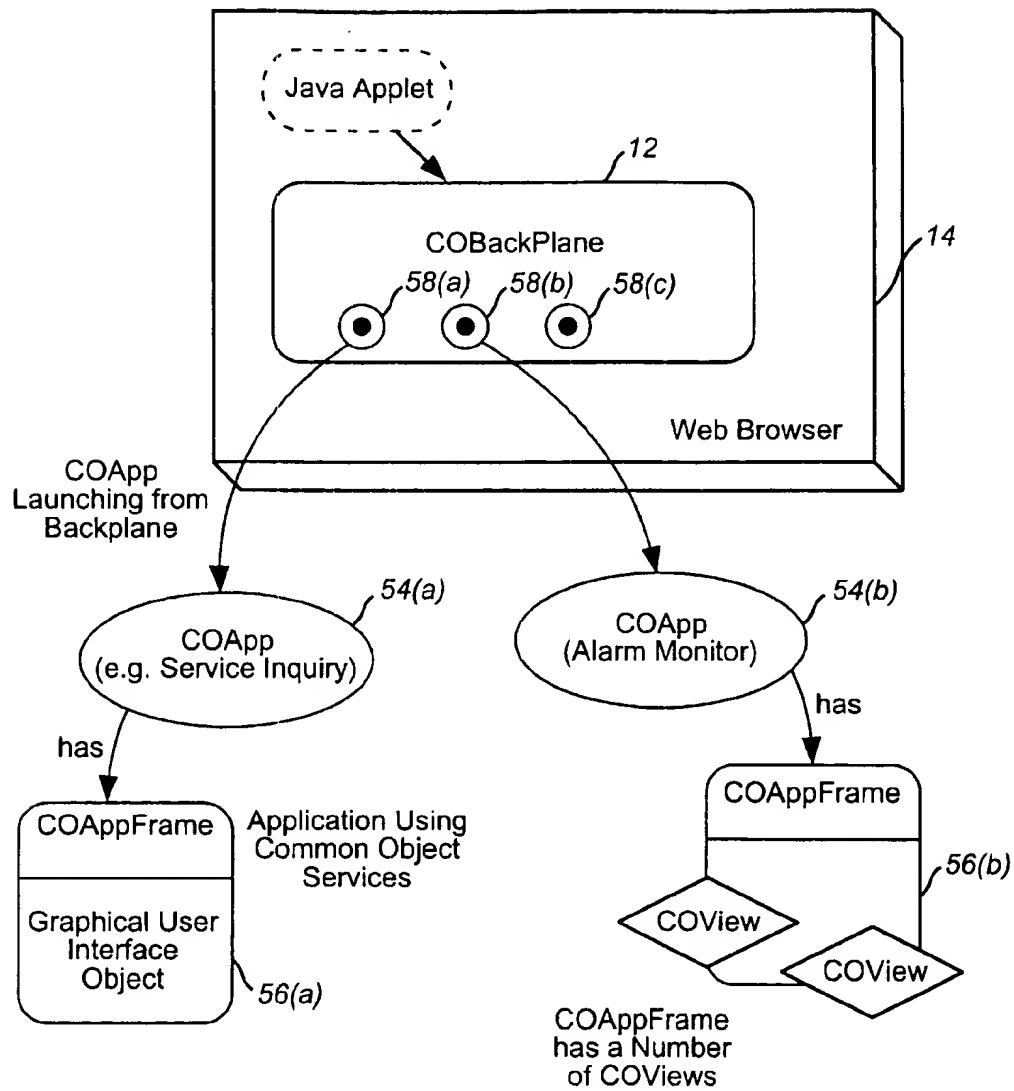 Java Applet
12
COBackPlane
14
58(a)
58(b)
58(c)
Web Browser
COApp
Launching from
Backplane
54(a)
COApp
(e.g. Service Inquiry)
54(b)
COApp
(Alarm Monitor)
has
has
COAppFrame
Graphical User
Interface
Object
56(a)
Application Using
Common Object
Services
COAppFrame
56(b)
COView
COView
COAppFrame
has a Number
of COViews